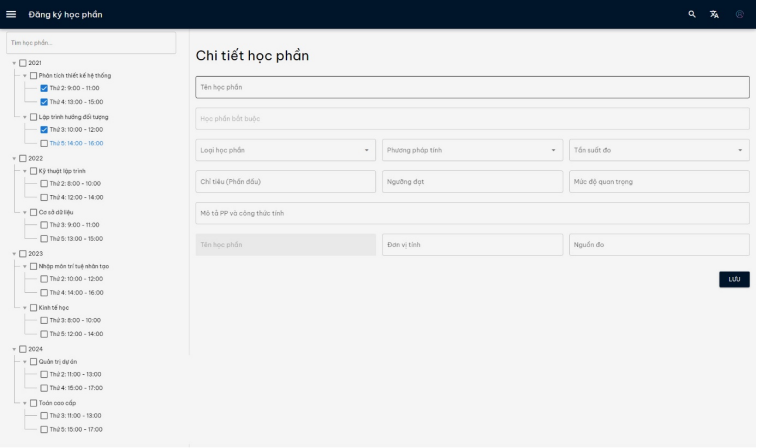 Đăng ký học phần
Tìm học phần...
2021
Phân tích thiết kế hệ thống
Thứ 2: 9:00 - 11:00
Thứ 4: 13:00 - 15:00
Lập trình hướng đối tượng
Thứ 3: 10:00 - 12:00
Thứ 5: 14:00 - 16:00
2022
Kỹ thuật lập trình
Thứ 2: 8:00 - 10:00
Thứ 4: 12:00 - 14:00
Cơ sở dữ liệu
Thứ 3: 9:00 - 11:00
Thứ 5: 13:00 - 15:00
2023
Nhập môn trí tuệ nhân tạo
Thứ 2: 10:00 - 12:00
Thứ 4: 14:00 - 16:00
Kinh tế học
Thứ 3: 8:00 - 10:00
Thứ 5: 12:00 - 14:00
2024
Quản trị dự án
Thứ 2: 11:00 - 13:00
Thứ 4: 15:00 - 17:00
Toán cao cấp
Thứ 3: 11:00 - 13:00
Thứ 5: 15:00 - 17:00
Chi tiết học phần
Tên học phần
Học phần bắt buộc
Loại học phần
Phương pháp tính
Tần suất đo
Chỉ tiêu (Phấn đấu)
Ngưỡng đạt
Mức độ quan trọng
Mô tả PP và công thức tính
Tên học phần
Đơn vị tính
Nguồn đo
LƯU